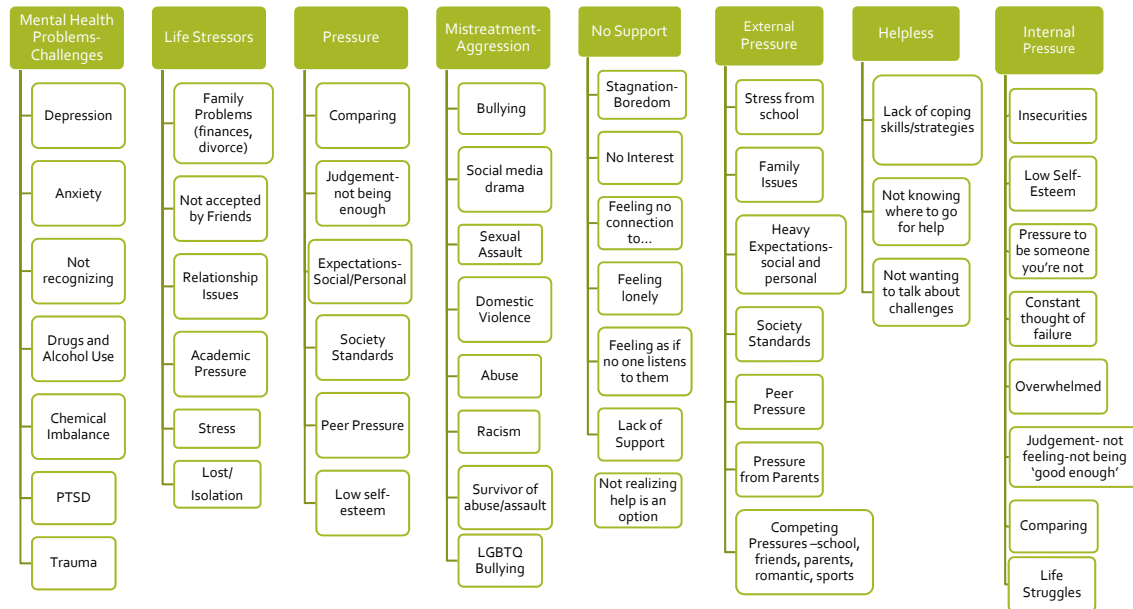 Mental Health
Problems-
Challenges
Depression
Anxiety
Not
recognizing
Drugs and
Alcohol Use
Chemical
Imbalance
PTSD
Trauma
Life Stressors
Family
Problems
(finances,
divorce)
Not accepted
by Friends
Relationship
Issues
Academic
Pressure
Stress
Lost/
Isolation
Pressure
Comparing
Judgement-
not being
enough
Expectations-
Social/Personal
Society
Standards
Peer Pressure
Low self-
esteem
Mistreatment-
Aggression
Bullying
Social media
drama
Sexual
Assault
Domestic
Violence
Abuse
Racism
Survivor of
abuse/assault
LGBTQ
Bullying
No Support
Stagnation-
Boredom
No Interest
Feeling no
connection
to...
Feeling
lonely
Feeling as if
no one listens
to them
Lack of
Support
Not realizing
help is an
option
External
Pressure
Stress from
school
Family
Issues
Heavy
Expectations-
social and
personal
Society
Standards
Peer
Pressure
Pressure
from Parents
Competing
Pressures –school,
friends, parents,
romantic, sports
Helpless
Lack of coping
skills/strategies
Not knowing
where to go
for help
Not wanting
to talk about
challenges
Internal
Pressure
Insecurities
Low Self-
Esteem
Pressure to
be someone
you’re not
Constant
thought of
failure
Overwhelmed
Judgement- not
feeling-not being
‘good enough’
Comparing
Life
Struggles